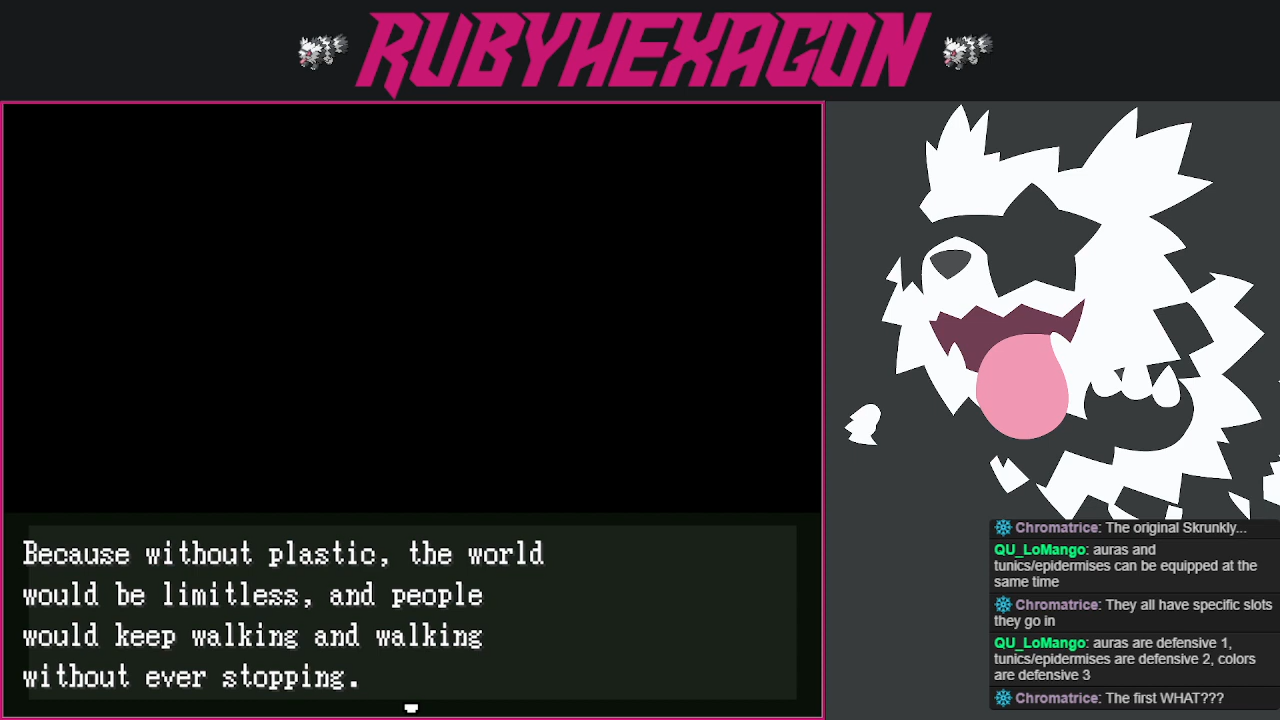 RUBYHEXAGON
Because without plastic, the world
would be limitless, and people
would keep walking and walking
without ever stopping.
Chromatrice: The original Skrunkly...
QU_LoMango: auras and
tunics/epidermises can be equipped at the
same time
Chromatrice: They all have specific slots
they go in
QU_LoMango: auras are defensive 1,
tunics/epidermises are defensive 2, colors
are defensive 3
Chromatrice: The first WHAT???